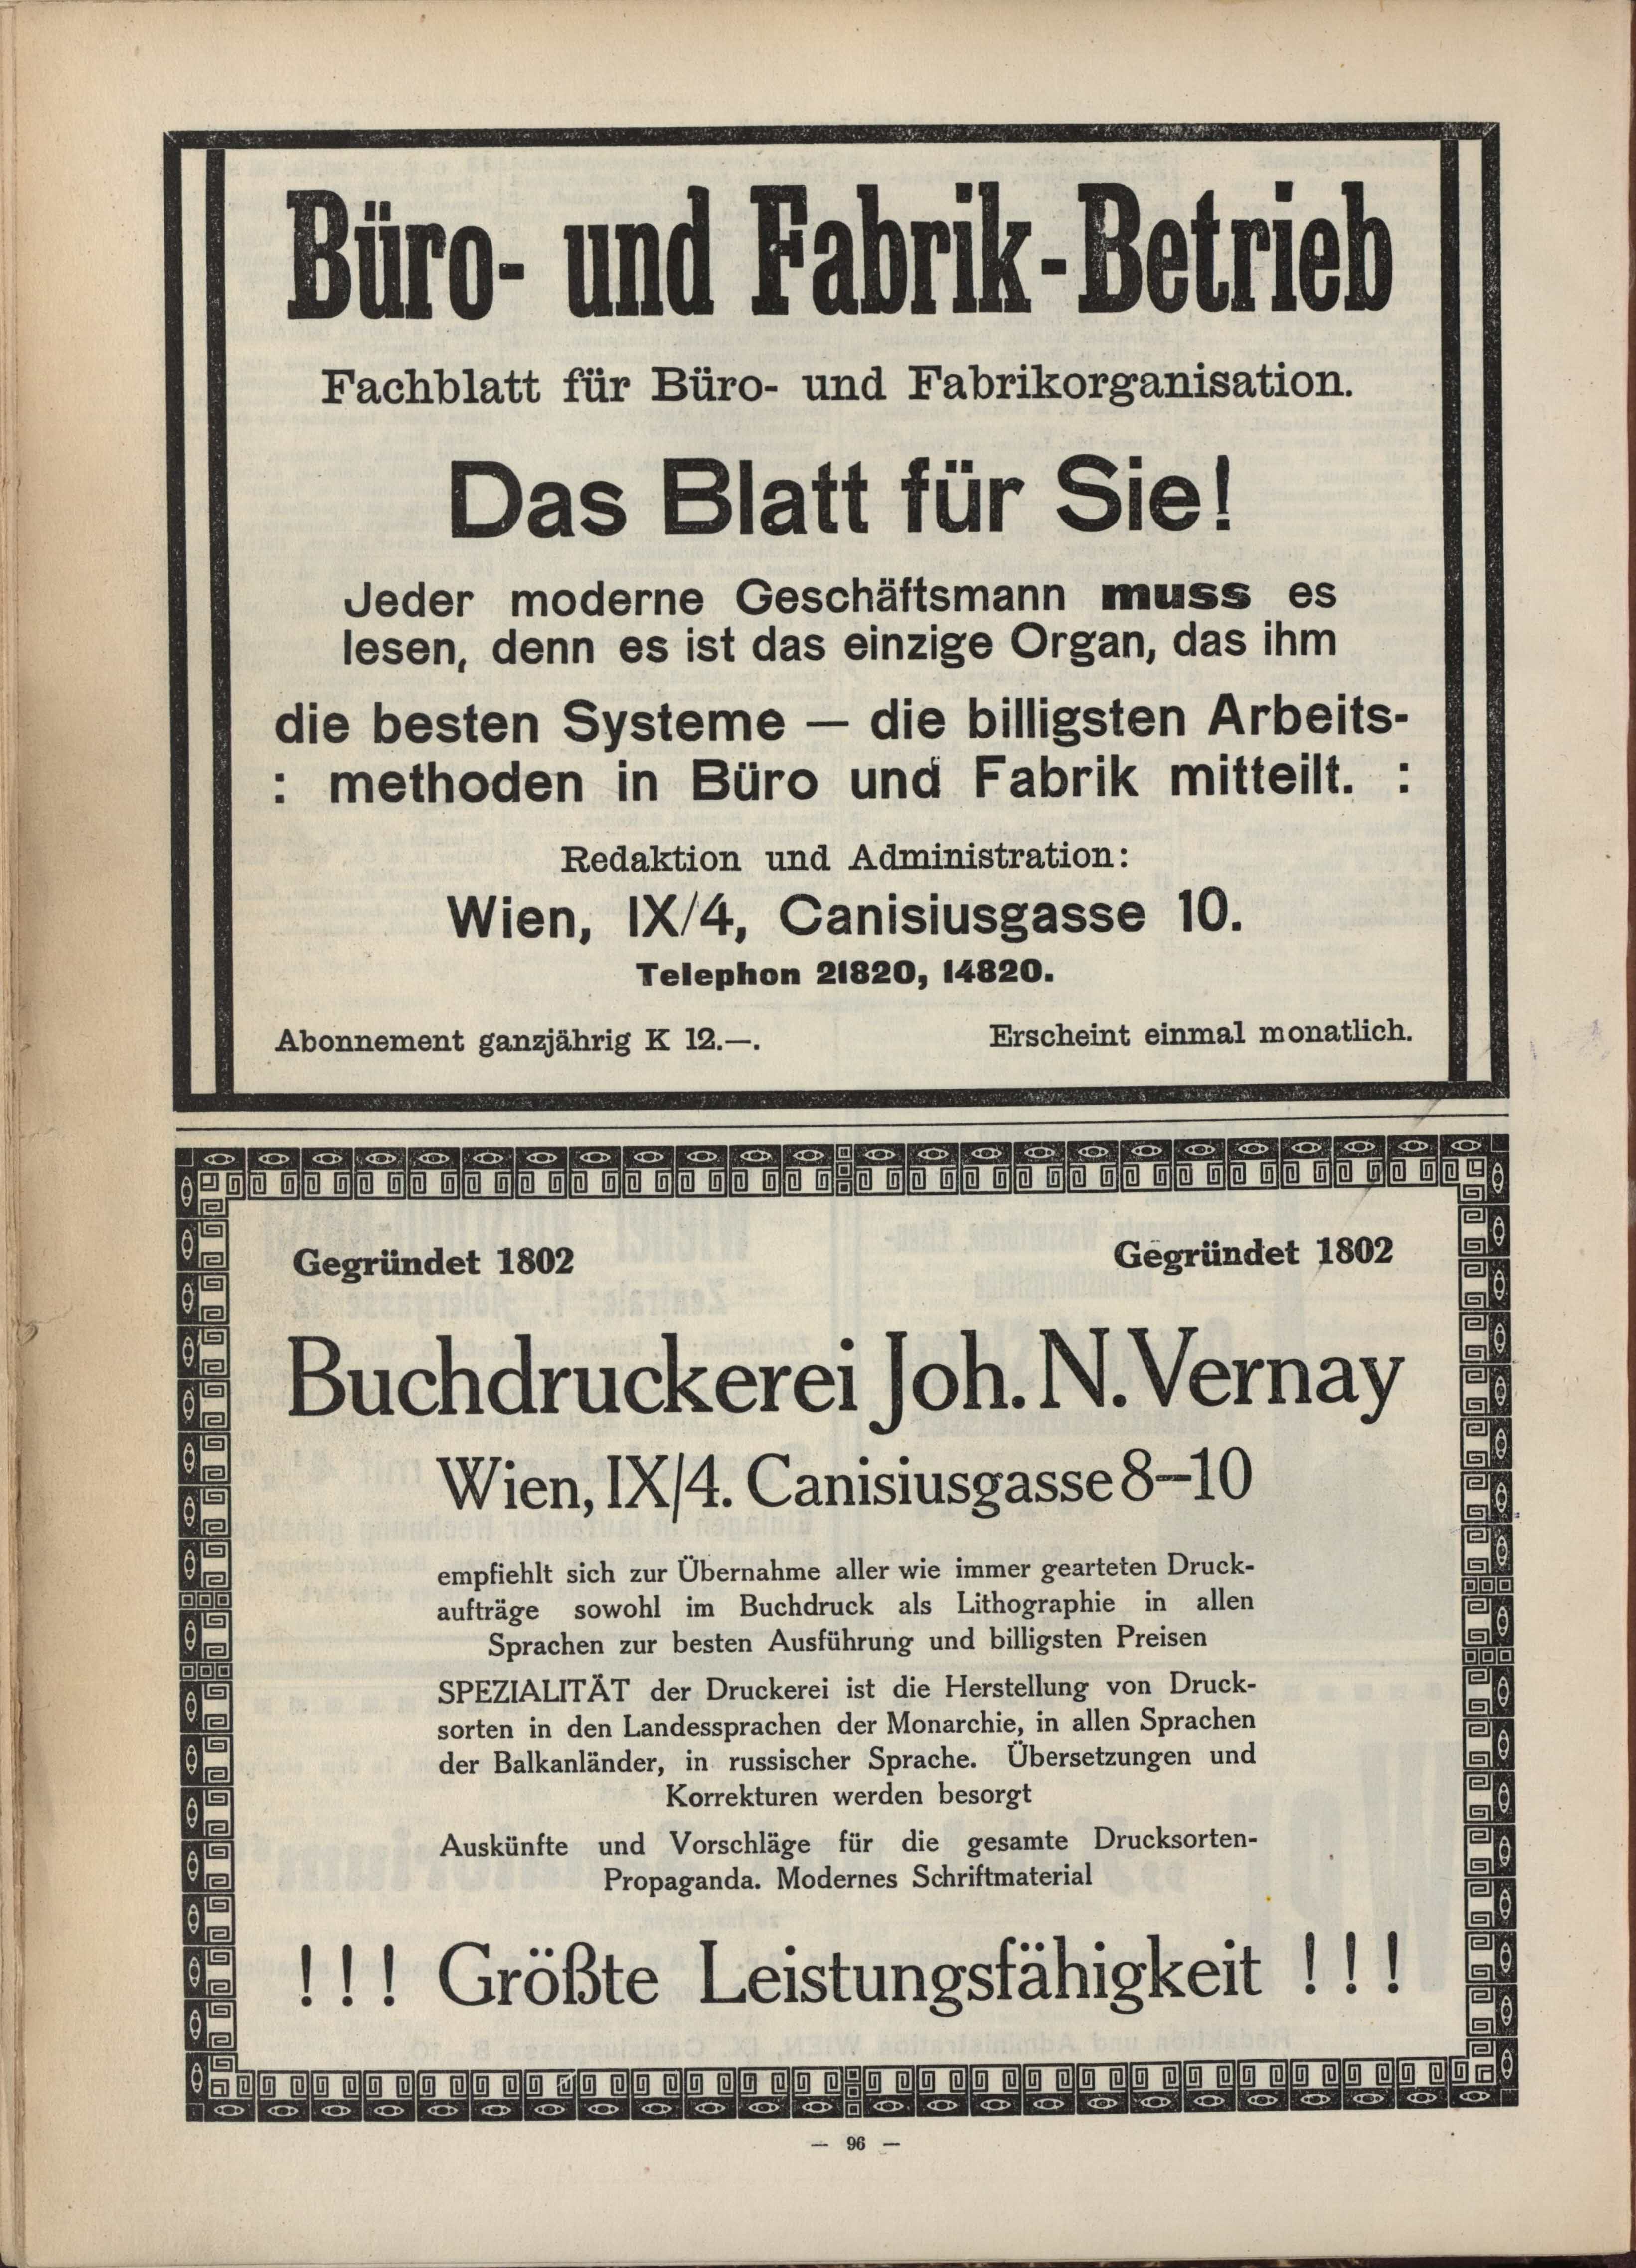 Büro- und Fabrik-Betrieb
Fachblatt für Büro- und Fabrikorganisation.
Das Blatt für Sie!
Jeder moderne Geschäftsmann muss es
lesen, denn es ist das einzige Organ, das ihm
die besten Systeme — die billigsten Arbeits-
: methoden in Büro und Fabrik mitteilt. :
Redaktion und Administration:
Wien, IX/4, Canisiusgasse 10.
Telephon 21820, 14820.
Abonnement ganzjährig K 12.—. Erscheint einmal monatlich.
Gegründet 1802 Gegründet 1802
Buchdruckerei Joh. N. Vernay
Wien, IX/4. Canisiusgasse 8–10
empfiehlt sich zur Übernahme aller wie immer gearteten Druck-
aufträge sowohl im Buchdruck als Lithographie in allen
Sprachen zur besten Ausführung und billigsten Preisen
SPEZIALITÄT der Druckerei ist die Herstellung von Druck-
sorten in den Landessprachen der Monarchie, in allen Sprachen
der Balkanländer, in russischer Sprache. Übersetzungen und
Korrekturen werden besorgt
Auskünfte und Vorschläge für die gesamte Drucksorten-
Propaganda. Modernes Schriftmaterial
!!! Größte Leistungsfähigkeit !!!
— 96 —